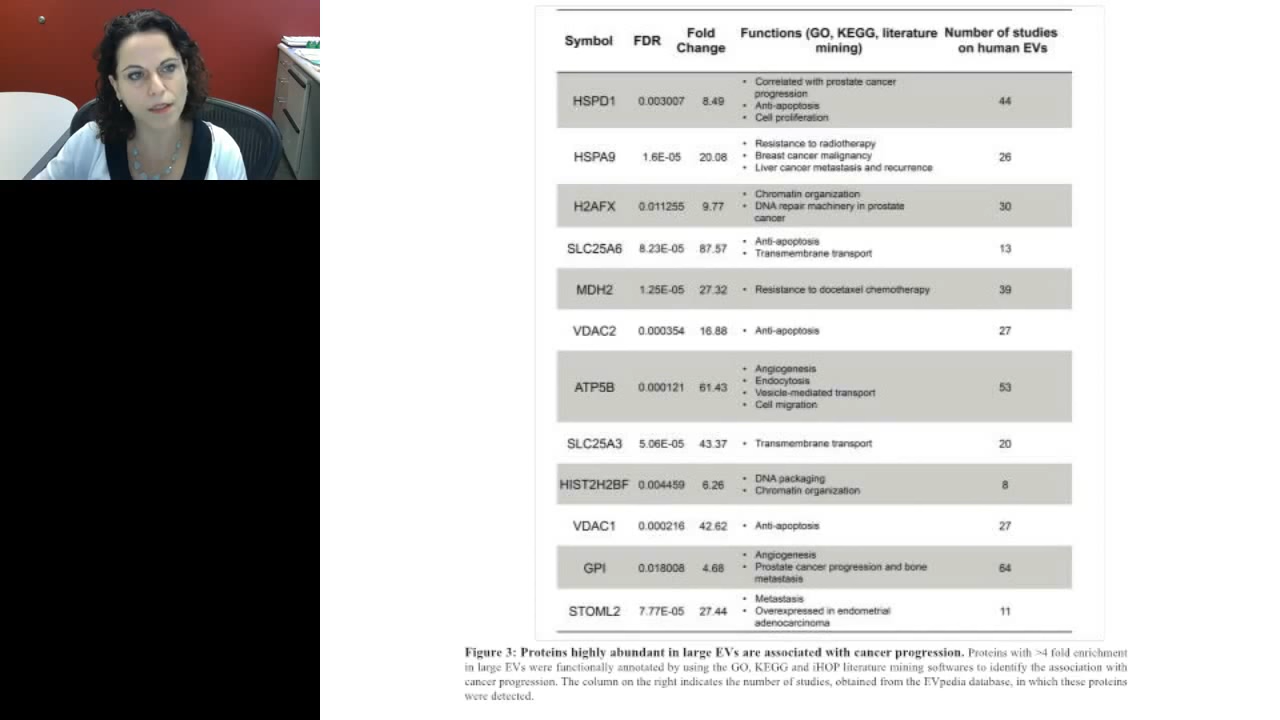 Symbol FDR Fold Change Functions (GO, KEGG, literature mining) Number of studies on human EVs
HSPD1 0.003007 8.49 • Correlated with prostate cancer progression • Anti-apoptosis • Cell proliferation 44
HSPA9 1.6E-05 20.08 • Resistance to radiotherapy • Breast cancer malignancy • Liver cancer metastasis and recurrence 26
H2AFX 0.011255 9.77 • Chromatin organization • DNA repair machinery in prostate cancer 30
SLC25A6 8.23E-05 87.57 • Anti-apoptosis • Transmembrane transport 13
MDH2 1.25E-05 27.32 • Resistance to docetaxel chemotherapy 39
VDAC2 0.000354 16.88 • Anti-apoptosis 27
ATP5B 0.000121 61.43 • Angiogenesis • Endocytosis • Vesicle-mediated transport • Cell migration 53
SLC25A3 5.06E-05 43.37 • Transmembrane transport 20
HIST2H2BF 0.004459 6.26 • DNA packaging • Chromatin organization 8
VDAC1 0.000216 42.62 • Anti-apoptosis 27
GPI 0.018008 4.68 • Angiogenesis • Prostate cancer progression and bone metastasis 64
STOML2 7.77E-05 27.44 • Metastasis • Overexpressed in endometrial adenocarcinoma 11
Figure 3: Proteins highly abundant in large EVs are associated with cancer progression. Proteins with >4 fold enrichment
in large EVs were functionally annotated by using the GO, KEGG and iHOP literature mining softwares to identify the association with
cancer progression. The column on the right indicates the number of studies, obtained from the EVpedia database, in which these proteins
were detected.